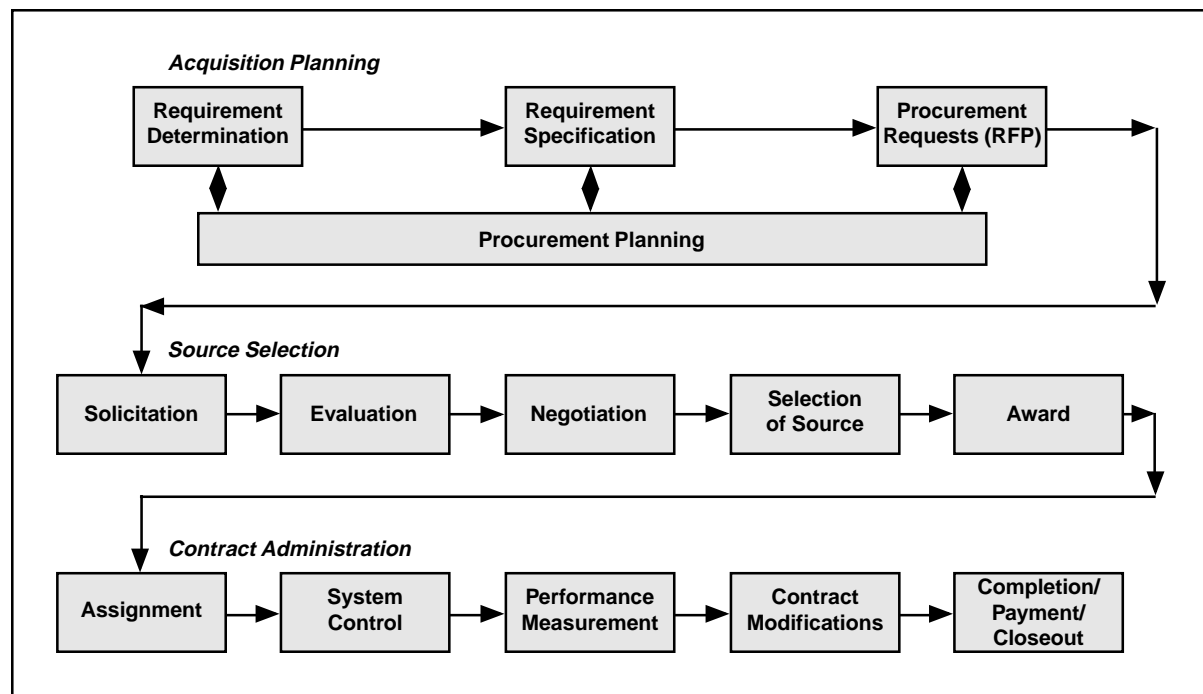 Acquisition Planning
Requirement
Determination
Requirement
Specification
Procurement
Requests (RFP)
Procurement Planning
Source Selection
Solicitation
Evaluation
Negotiation
Selection
of Source
Award
Contract Administration
Assignment
System
Control
Performance
Measurement
Contract
Modifications
Completion/
Payment/
Closeout